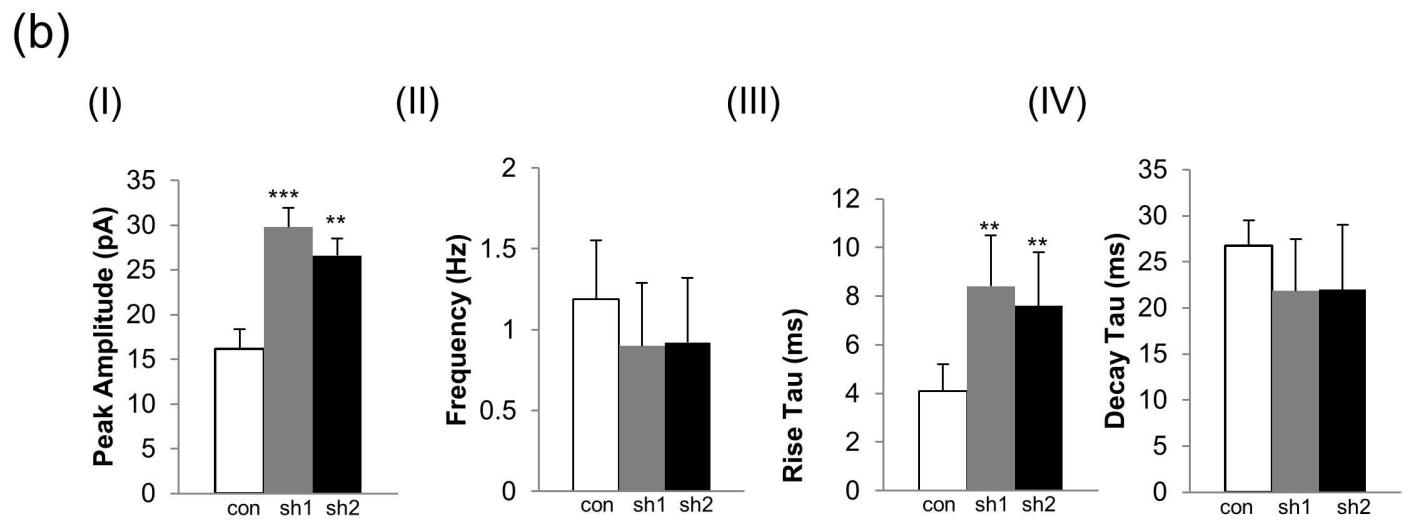 (b)
(I)
(II)
(III)
(IV)
Peak Amplitude (pA)
35
30
25
20
15
10
5
0
***
**
con sh1 sh2
Frequency (Hz)
2
1.5
1
0.5
0
con sh1 sh2
Rise Tau (ms)
12
10
8
6
4
2
0
**
**
con sh1 sh2
Decay Tau (ms)
35
30
25
20
15
10
5
0
con sh1 sh2